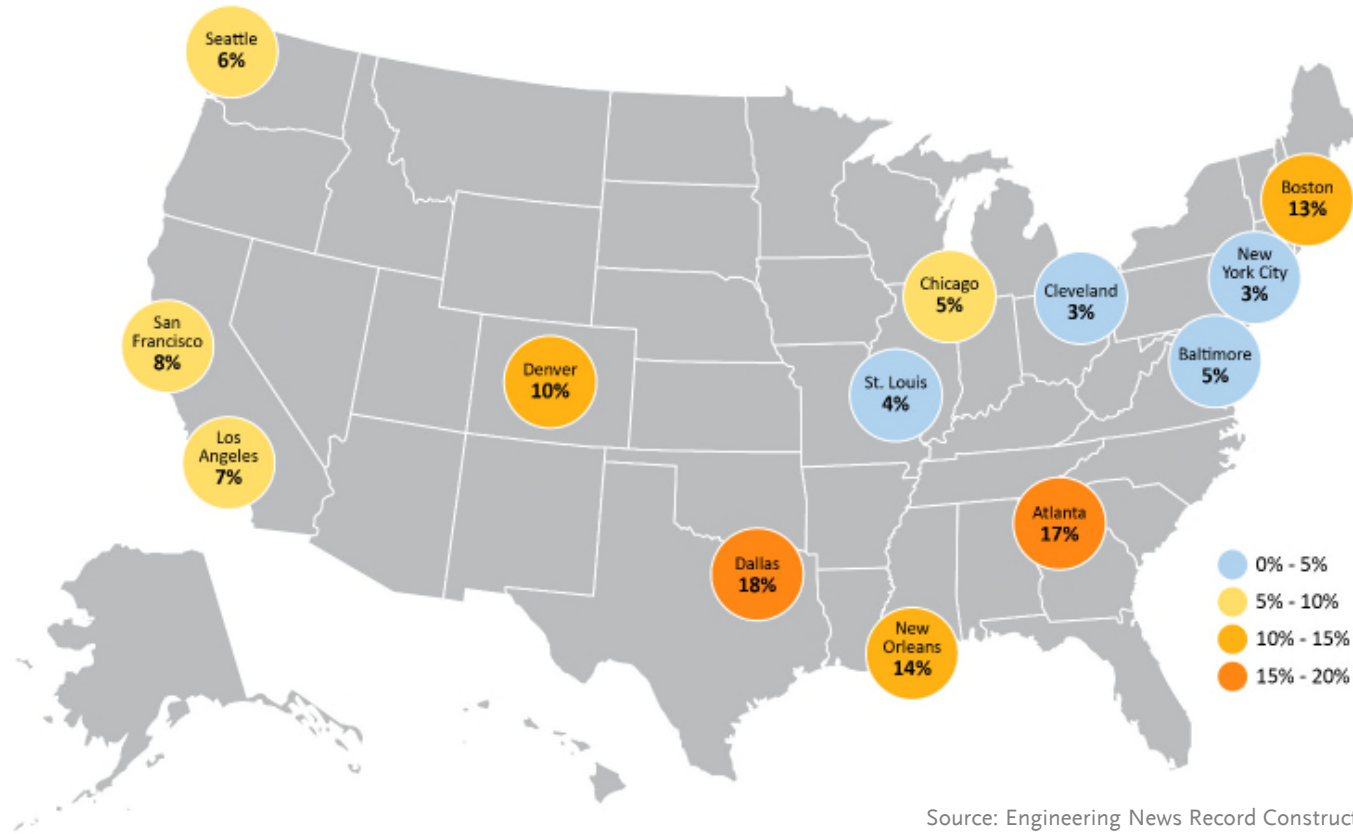 Seattle
6%
Boston
13%
New
York City
3%
Chicago
5%
Cleveland
3%
San
Francisco
8%
Denver
10%
Baltimore
5%
St. Louis
4%
Los
Angeles
7%
Atlanta
17%
Dallas
18%
New
Orleans
14%
0% - 5%
5% - 10%
10% - 15%
15% - 20%
Source: Engineering News Record Construct